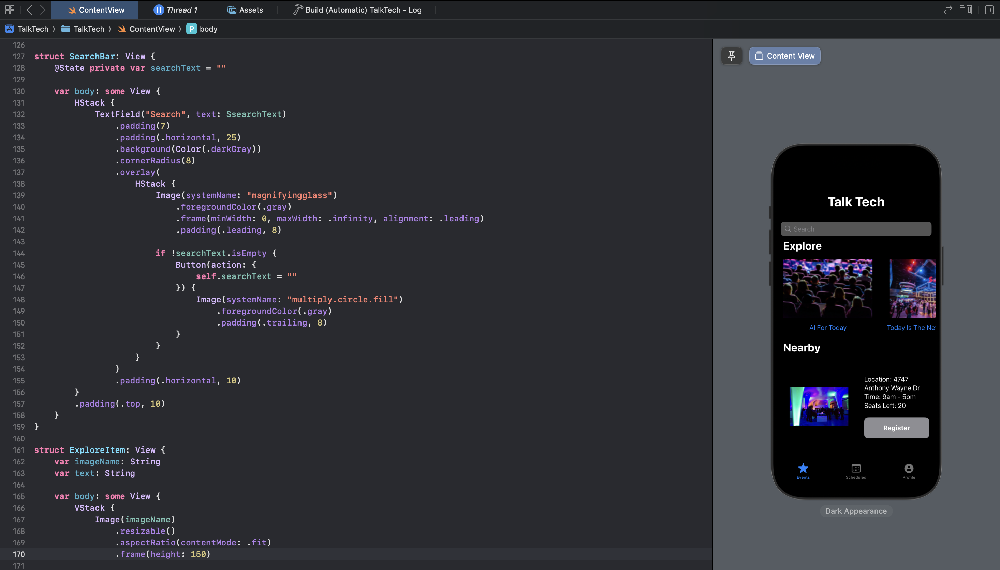 ContentView
Thread 1
Assets
Build (Automatic) TalkTech - Log
TalkTech 〉 TalkTech 〉 ContentView 〉 P body
126
127 struct SearchBar: View {
128     @State private var searchText = ""
129
130     var body: some View {
131         HStack {
132             TextField("Search", text: $searchText)
133                 .padding(7)
134                 .padding(.horizontal, 25)
135                 .background(Color(.darkGray))
136                 .cornerRadius(8)
137                 .overlay(
138                     HStack {
139                         Image(systemName: "magnifyingglass")
140                             .foregroundColor(.gray)
141                             .frame(minWidth: 0, maxWidth: .infinity, alignment: .leading)
142                             .padding(.leading, 8)
143
144                         if !searchText.isEmpty {
145                             Button(action: {
146                                 self.searchText = ""
147                             }) {
148                                 Image(systemName: "multiply.circle.fill")
149                                     .foregroundColor(.gray)
150                                     .padding(.trailing, 8)
151                             }
152                         }
153                     }
154                 )
155                 .padding(.horizontal, 10)
156         }
157         .padding(.top, 10)
158     }
159 }
160
161 struct ExploreItem: View {
162     var imageName: String
163     var text: String
164
165     var body: some View {
166         VStack {
167             Image(imageName)
168                 .resizable()
169                 .aspectRatio(contentMode: .fit)
170                 .frame(height: 150)
171
Content View
Talk Tech
Search
Explore
AI For Today
Today Is The Ne
Nearby
Location: 4747
Anthony Wayne Dr
Time: 9am - 5pm
Seats Left: 20
Register
Events
Scheduled
Profile
Dark Appearance